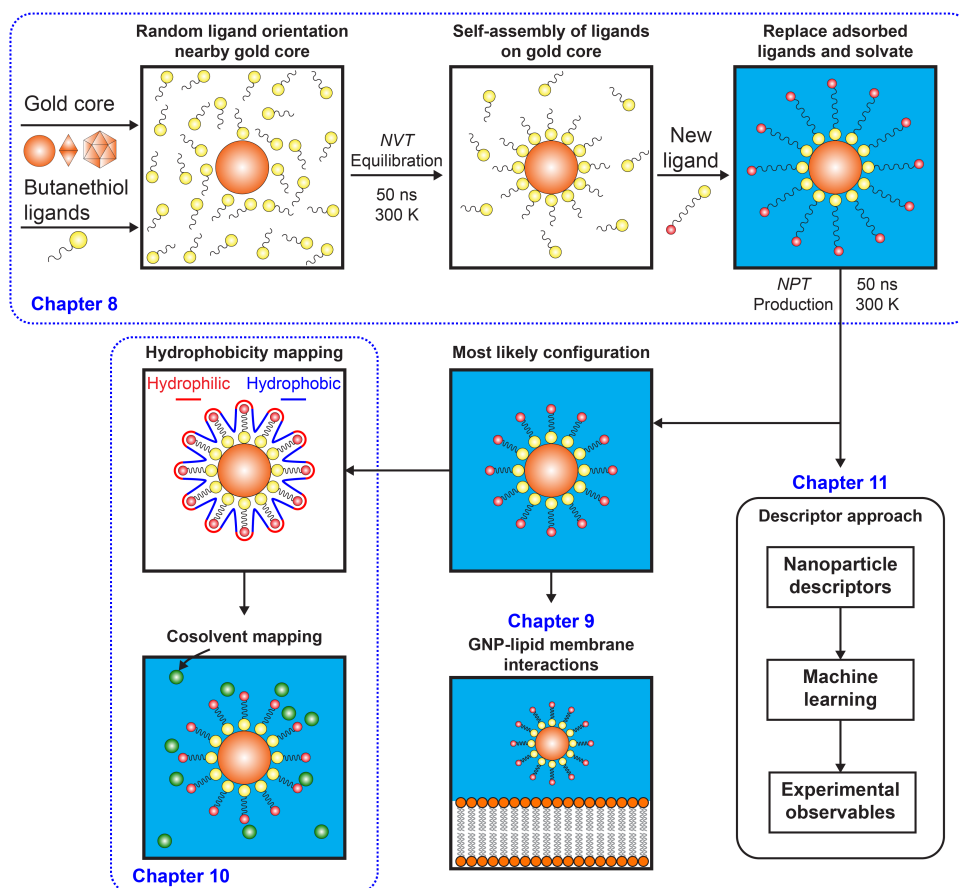 Random ligand orientation
nearby gold core
Self-assembly of ligands
on gold core
Replace adsorbed
ligands and solvate
Gold core
Butanethiol
ligands
NVT
Equilibration
50 ns
300 K
New
ligand
Chapter 8
NPT
Production
50 ns
300 K
Hydrophobicity mapping
Hydrophilic
Hydrophobic
Most likely configuration
Chapter 11
Descriptor approach
Nanoparticle
descriptors
Machine
learning
Experimental
observables
Chapter 9
GNP-lipid membrane
interactions
Cosolvent mapping
Chapter 10